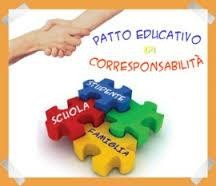 PATTO EDUCATIVO
DI
CORRESPONSABILITÀ
STUDENTE
SCUOLA
FAMIGLIA